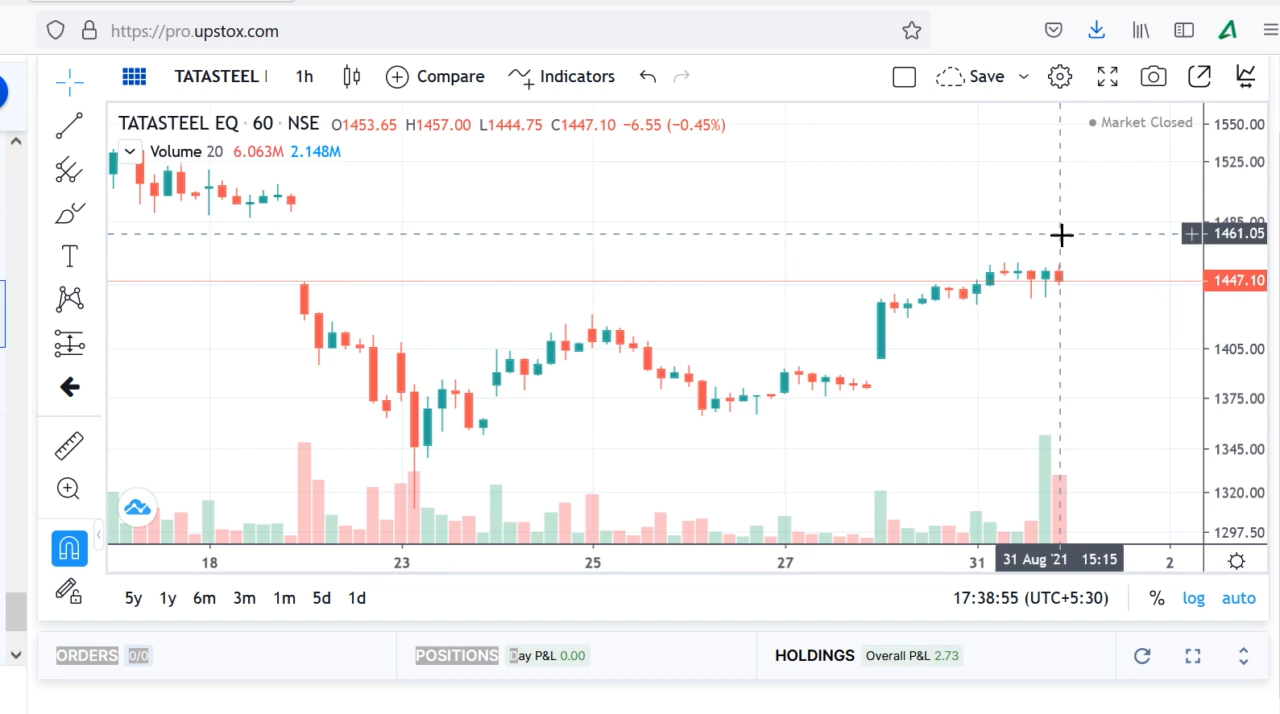 https://pro.upstox.com
TATASTEEL 1h Compare Indicators Save
TATASTEEL EQ · 60 · NSE O1453.65 H1457.00 L1444.75 C1447.10 −6.55 (−0.45%)
Market Closed
Volume 20 6.063M 2.148M
1550.00
1525.00
1485.00
1461.05
1447.10
1405.00
1375.00
1345.00
1320.00
1297.50
18 23 25 27 31 31 Aug '21 15:15 2
5y 1y 6m 3m 1m 5d 1d 17:38:55 (UTC+5:30) % log auto
ORDERS 0/0 POSITIONS Day P&L 0.00 HOLDINGS Overall P&L 2.73